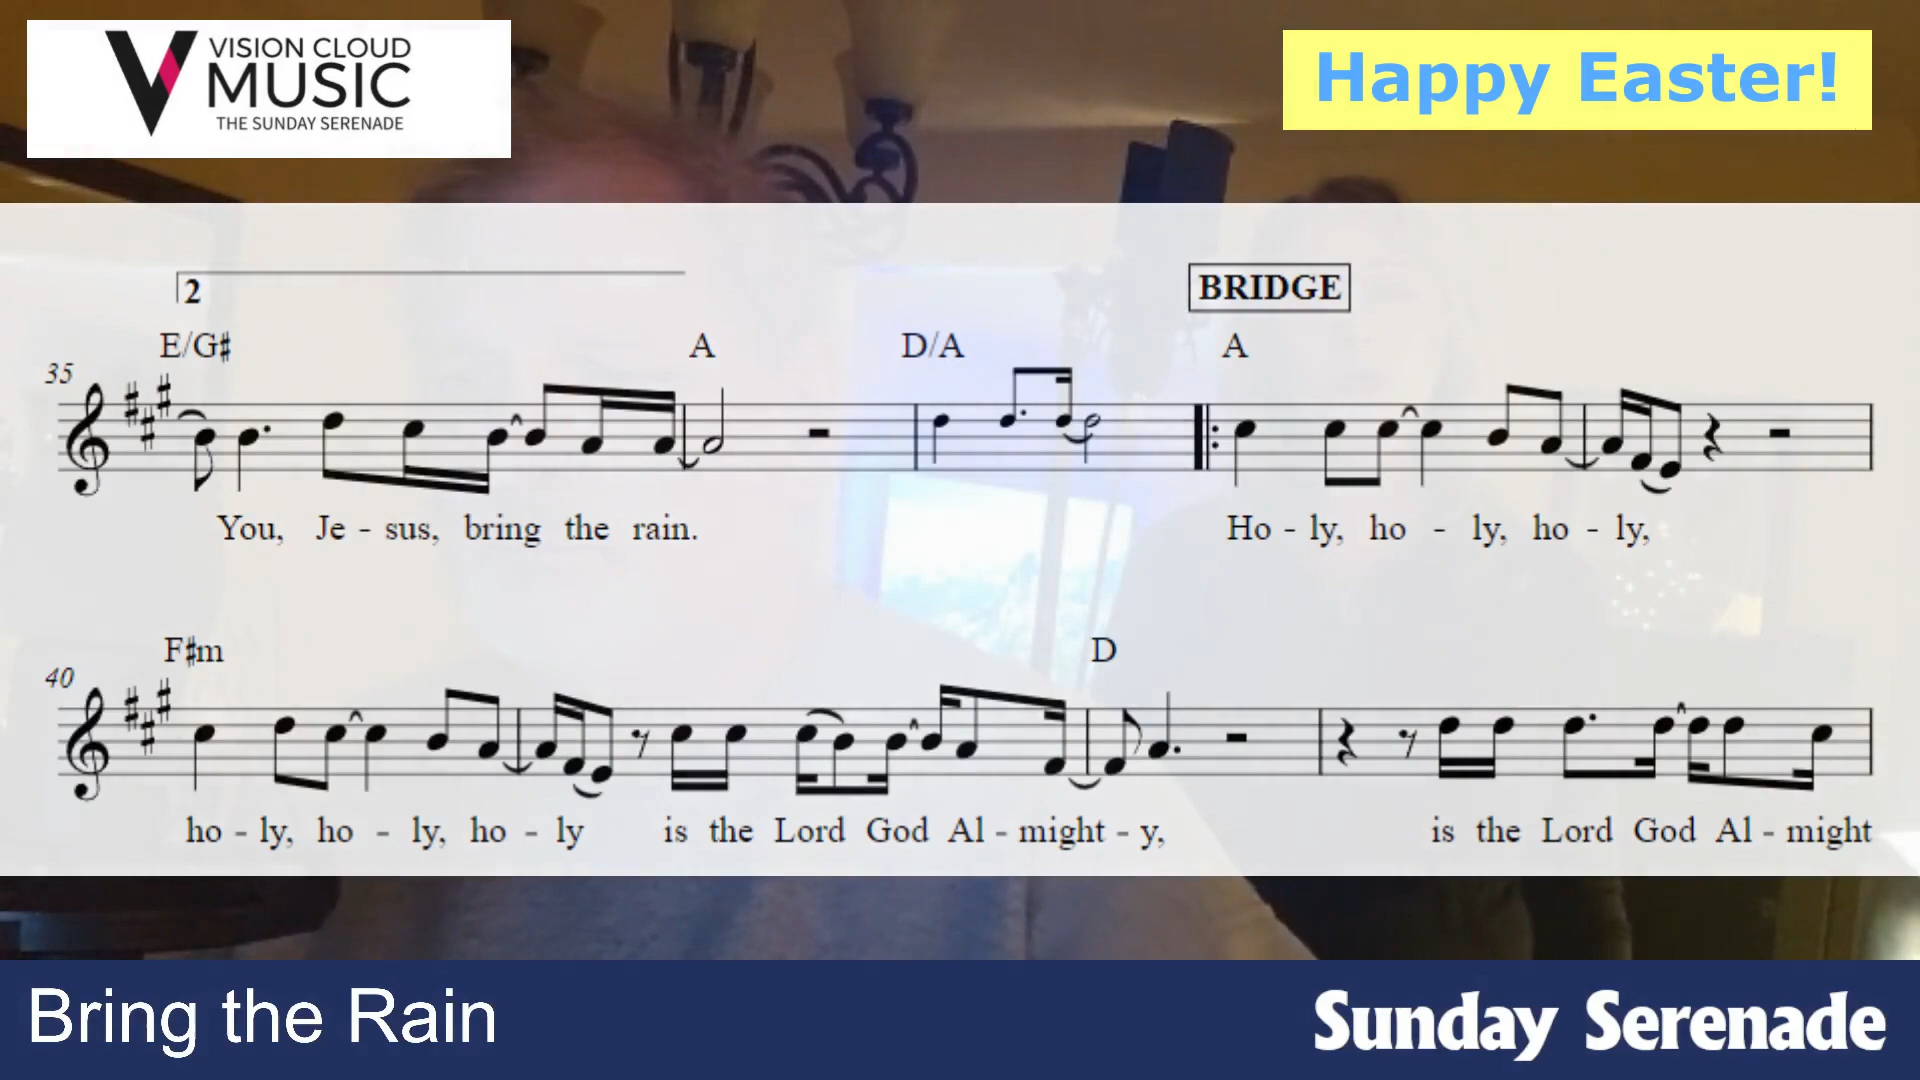 VISION CLOUD
MUSIC
THE SUNDAY SERENADE
Happy Easter!
2
BRIDGE
E/G♯ A D/A A
35
You, Je - sus, bring the rain. Ho - ly, ho - ly, ho - ly,
F♯m D
40
ho - ly, ho - ly, ho - ly is the Lord God Al - might - y, is the Lord God Al - might
Bring the Rain
Sunday Serenade